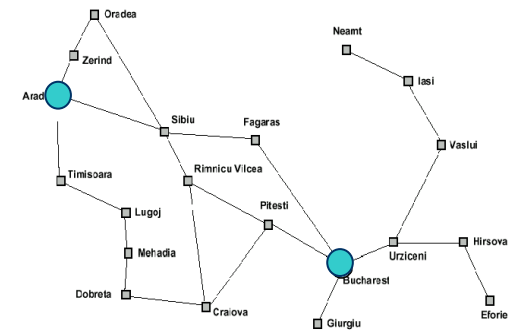 Oradea
Neamt
Zerind
Iasi
Arad
Sibiu
Fagaras
Vaslui
Timisoara
Rimnicu Vilcea
Pitesti
Lugoj
Hirsova
Mehadia
Urziceni
Bucharest
Dobreta
Craiova
Eforie
Giurgiu